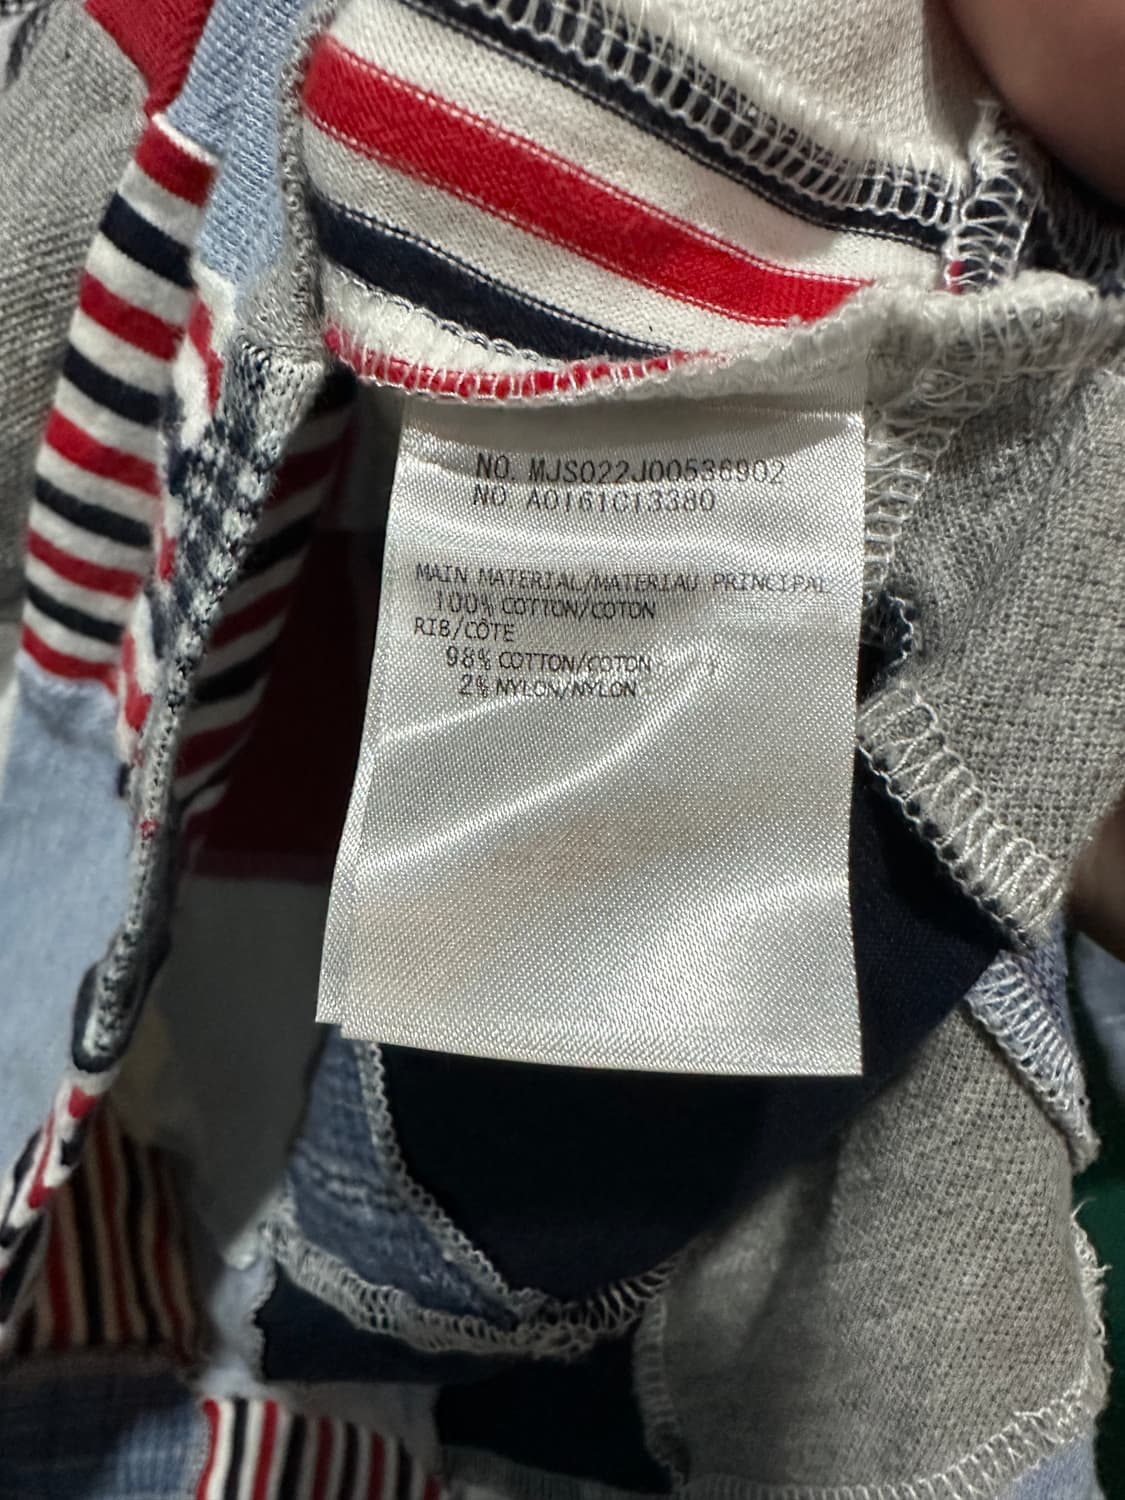 NO. MJS022J00536902
NO. A0161C13380
MAIN MATERIAL/MATERIAU PRINCIPAL
100% COTTON/COTON
RIB/CÔTE
98% COTTON/COTON
2% NYLON/NYLON